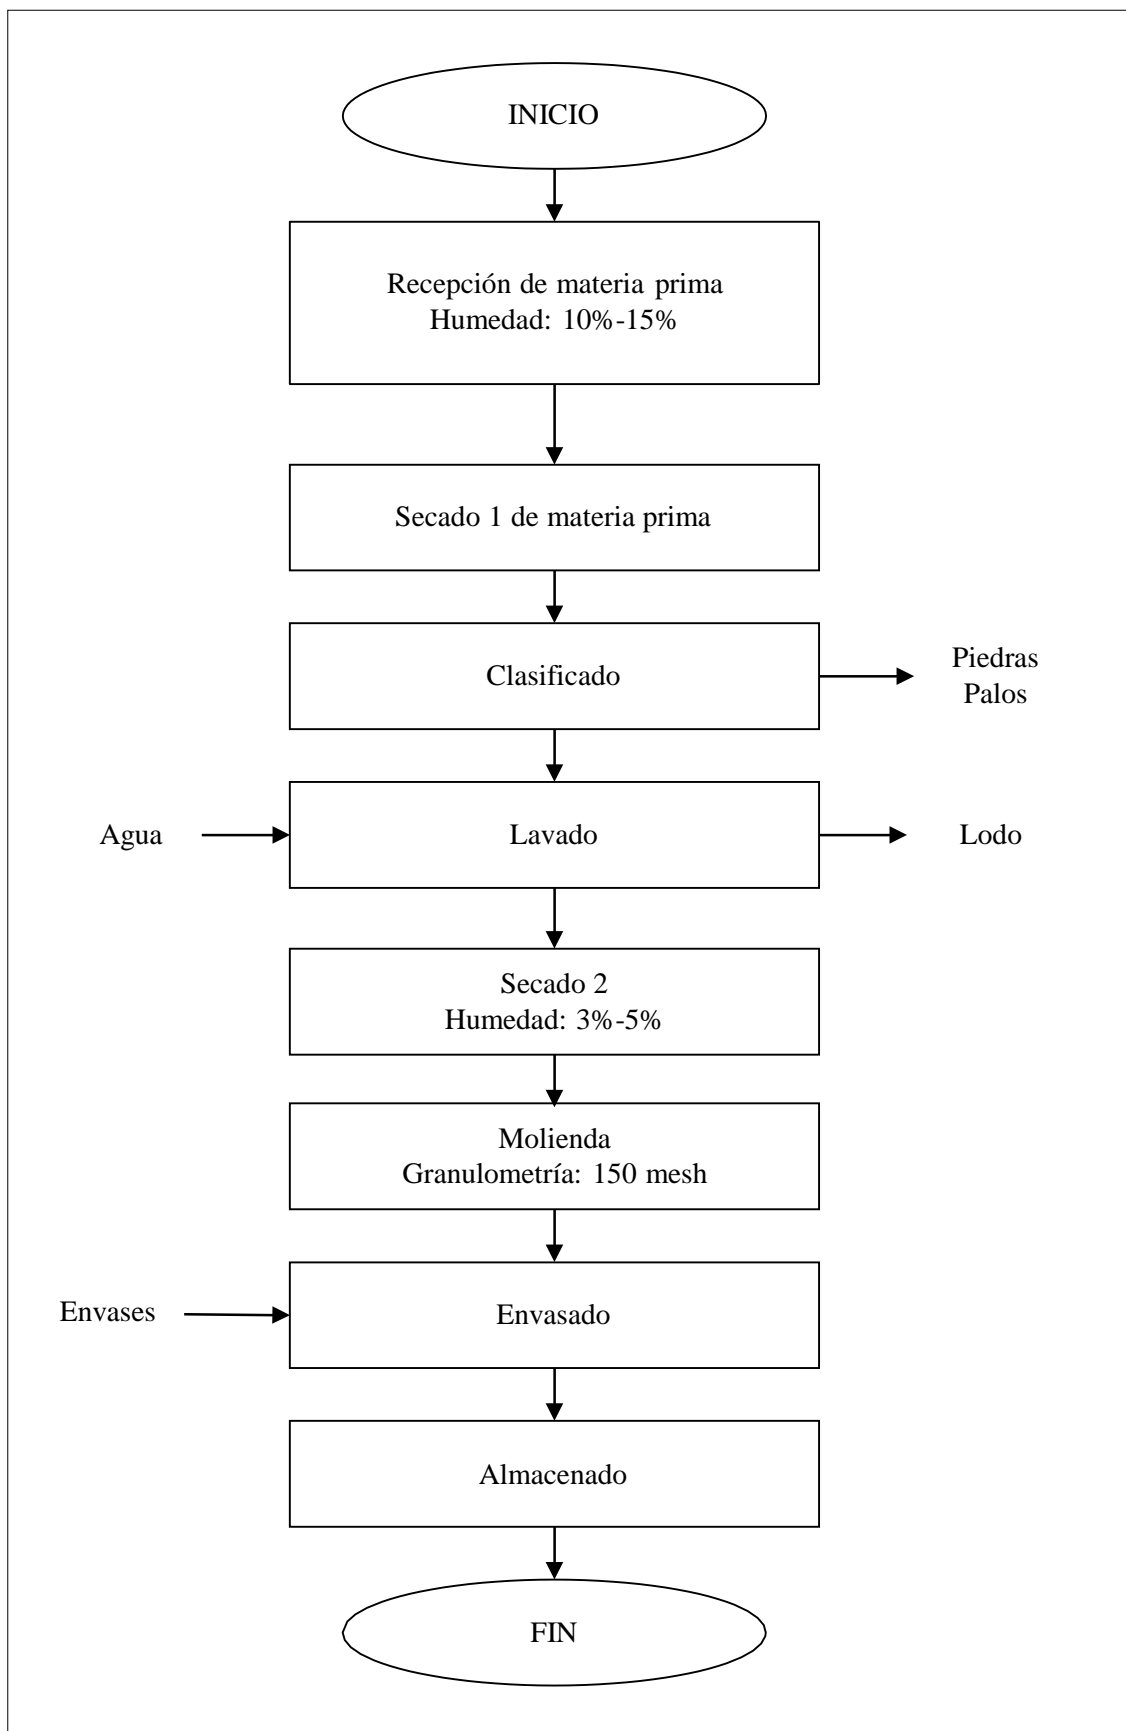 INICIO
Recepción de materia prima
Humedad: 10%-15%
Secado 1 de materia prima
Clasificado
Piedras
Palos
Agua
Lavado
Lodo
Secado 2
Humedad: 3%-5%
Molienda
Granulometría: 150 mesh
Envases
Envasado
Almacenado
FIN